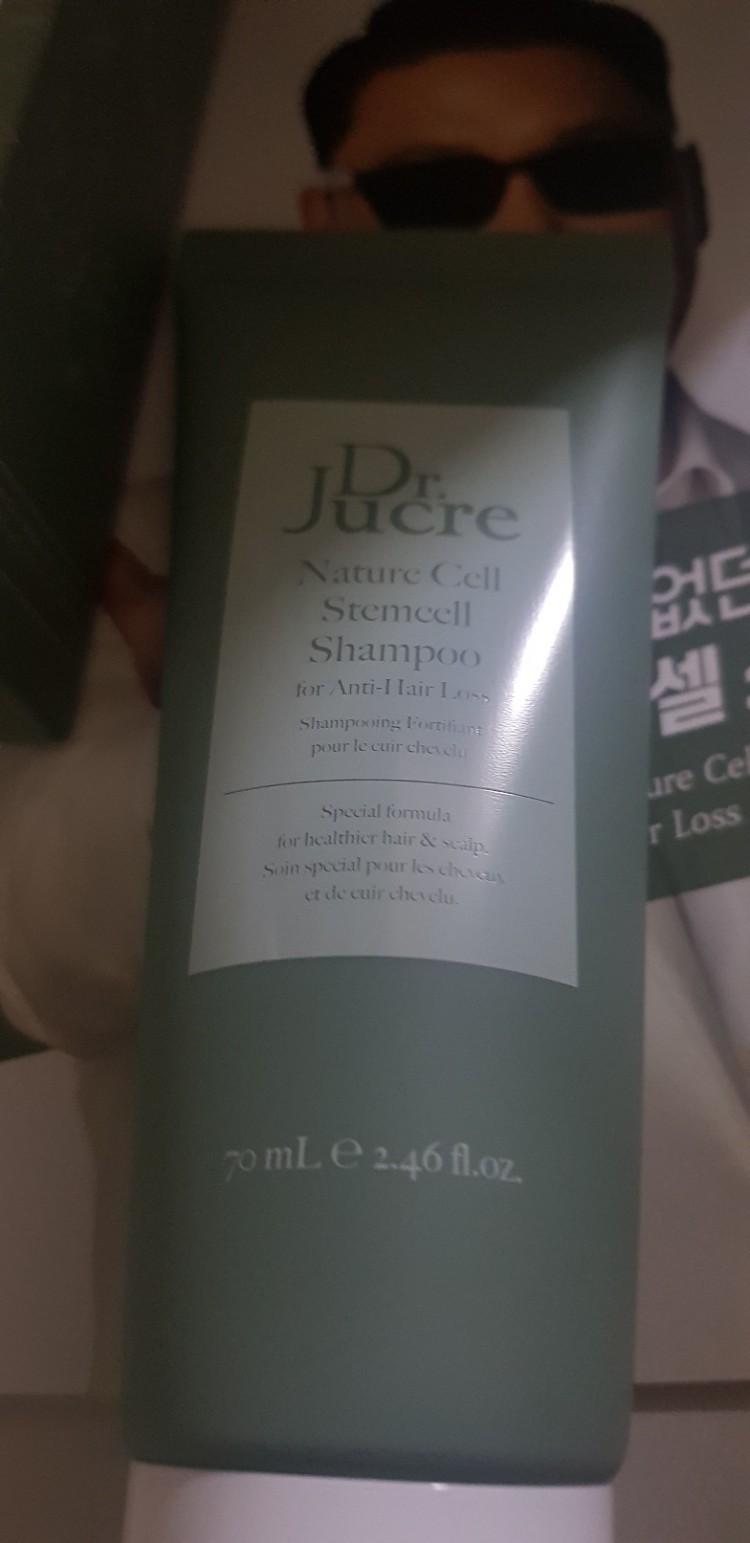 Dr.
Jucre
Nature Cell
Stemcell
Shampoo
for Anti-Hair Loss
Shampooing Fortifiant
pour le cuir chevelu
Special formula
for healthier hair & scalp.
Soin special pour les cheveux
et de cuir chevelu.
70 mL ℮ 2.46 fl.oz.
없던
셀
ure Cel
r Loss